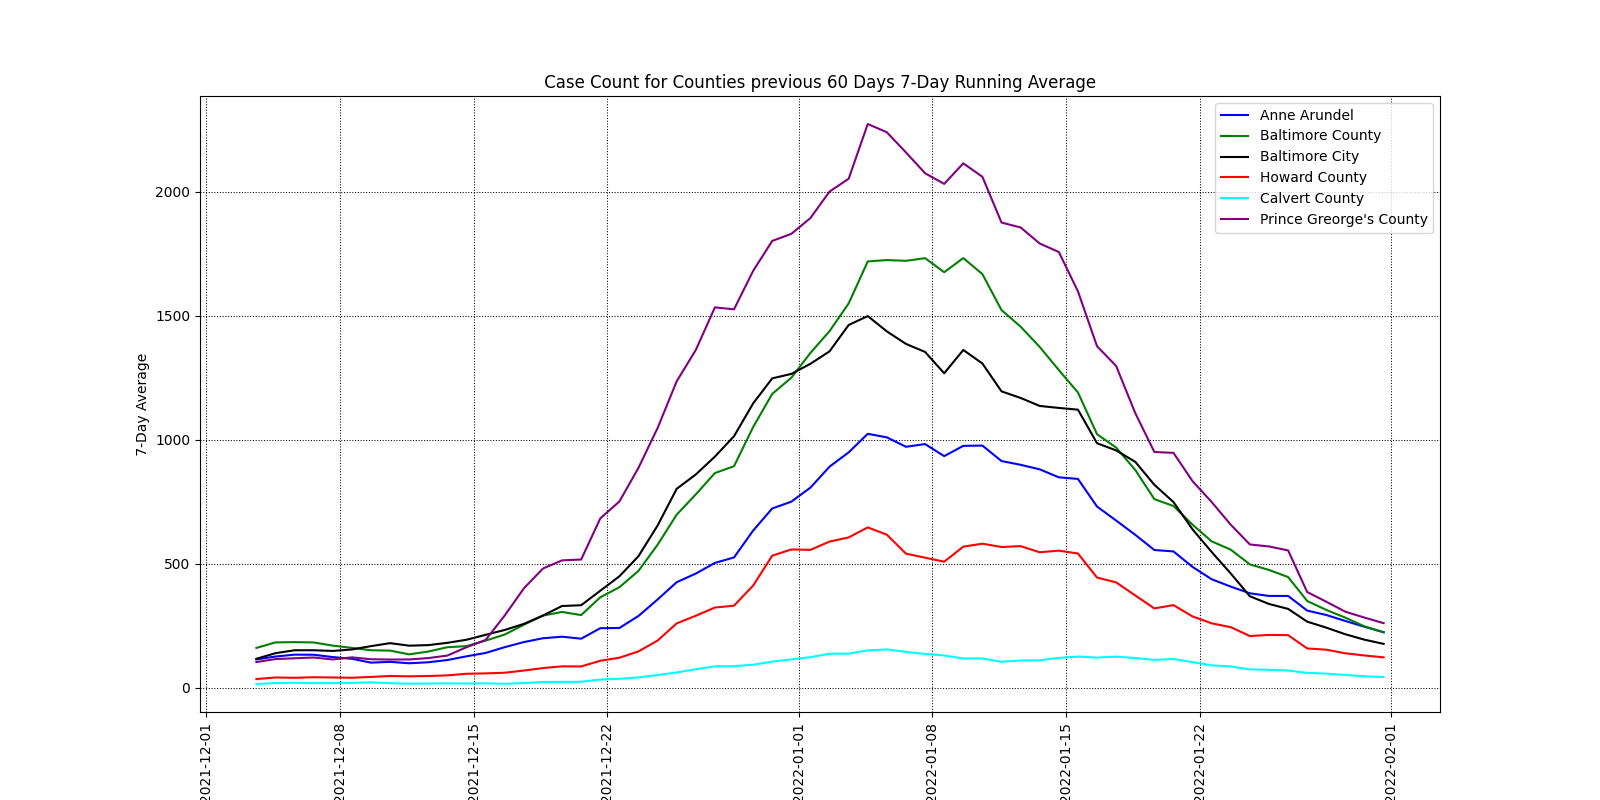 Case Count for Counties previous 60 Days 7-Day Running Average
Anne Arundel
Baltimore County
Baltimore City
Howard County
Calvert County
Prince Greorge's County
7-Day Average
2000
1500
1000
500
0
2021-12-01
2021-12-08
2021-12-15
2021-12-22
2022-01-01
2022-01-08
2022-01-15
2022-01-22
2022-02-01